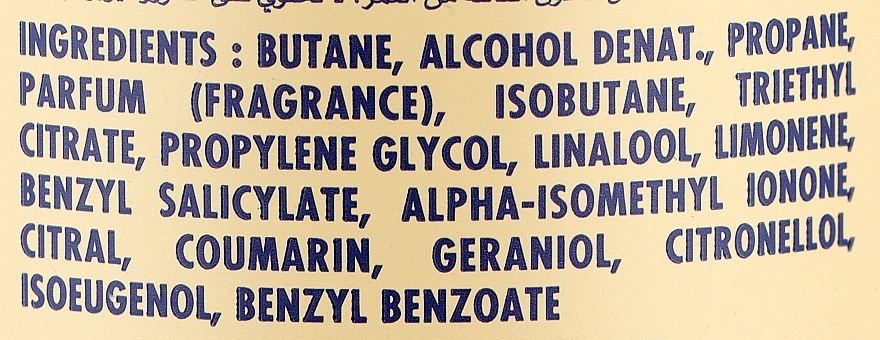 INGREDIENTS : BUTANE, ALCOHOL DENAT., PROPANE,
PARFUM (FRAGRANCE), ISOBUTANE, TRIETHYL
CITRATE, PROPYLENE GLYCOL, LINALOOL, LIMONENE,
BENZYL SALICYLATE, ALPHA-ISOMETHYL IONONE,
CITRAL, COUMARIN, GERANIOL, CITRONELLOL,
ISOEUGENOL, BENZYL BENZOATE